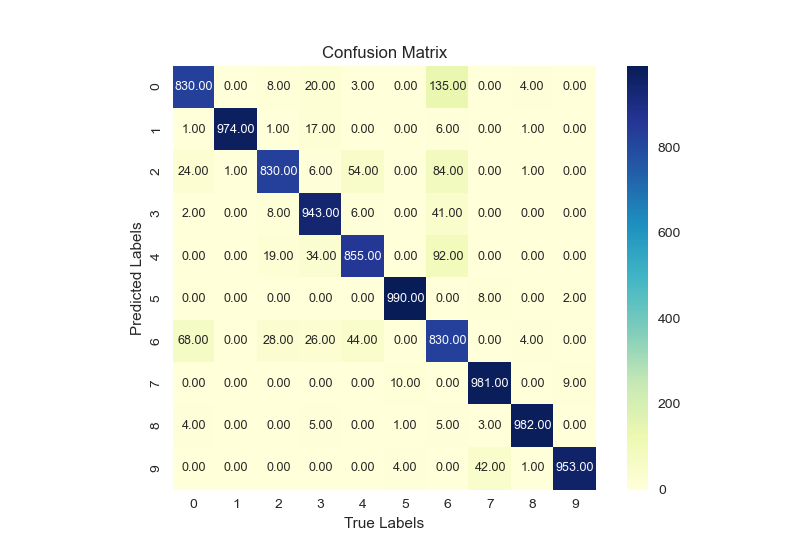 Confusion Matrix
0 830.00 0.00 8.00 20.00 3.00 0.00 135.00 0.00 4.00 0.00
1 1.00 974.00 1.00 17.00 0.00 0.00 6.00 0.00 1.00 0.00
800
2 24.00 1.00 830.00 6.00 54.00 0.00 84.00 0.00 1.00 0.00
3 2.00 0.00 8.00 943.00 6.00 0.00 41.00 0.00 0.00 0.00
600
Predicted Labels
4 0.00 0.00 19.00 34.00 855.00 0.00 92.00 0.00 0.00 0.00
5 0.00 0.00 0.00 0.00 0.00 990.00 0.00 8.00 0.00 2.00
400
6 68.00 0.00 28.00 26.00 44.00 0.00 830.00 0.00 4.00 0.00
7 0.00 0.00 0.00 0.00 0.00 10.00 0.00 981.00 0.00 9.00
200
8 4.00 0.00 0.00 5.00 0.00 1.00 5.00 3.00 982.00 0.00
9 0.00 0.00 0.00 0.00 0.00 4.00 0.00 42.00 1.00 953.00
0
0 1 2 3 4 5 6 7 8 9
True Labels